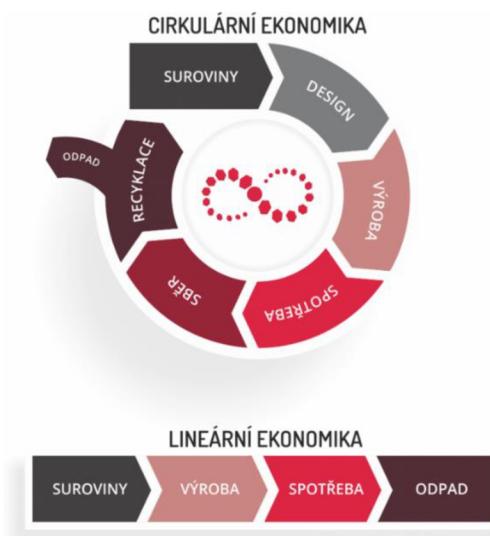 CIRKULÁRNÍ EKONOMIKA
SUROVINY
DESIGN
VÝROBA
SPOTŘEBA
SBĚR
RECYKLACE
ODPAD
LINEÁRNÍ EKONOMIKA
SUROVINY
VÝROBA
SPOTŘEBA
ODPAD